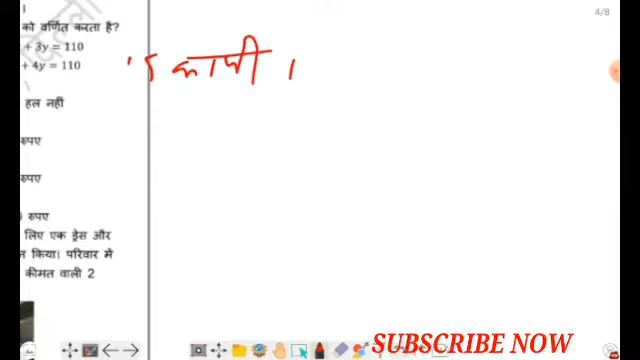 4/8
को वर्णित करता है?
+ 3y = 110
+ 4y = 110
हल नहीं
रुपए
रुपए
रुपए
लिए एक ड्रेस और
किया। परिवार में
कीमत वाली 2
SUBSCRIBE NOW